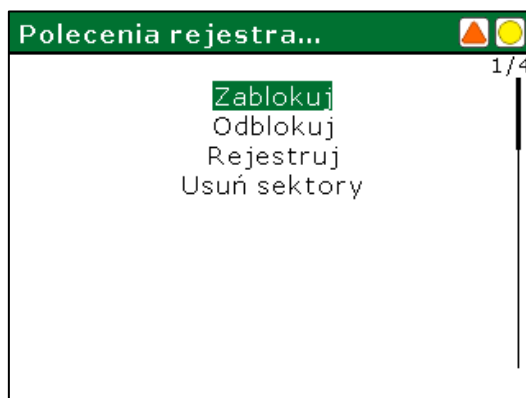 Polecenia rejestra...
1/4
Zablokuj
Odblokuj
Rejestruj
Usuń sektory